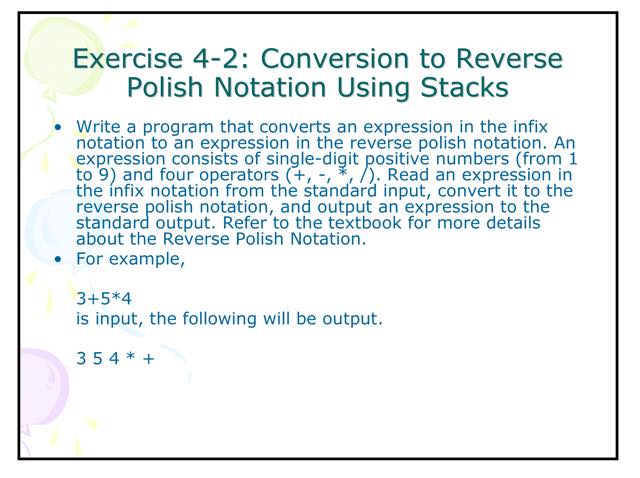 Exercise 4-2: Conversion to Reverse
Polish Notation Using Stacks
• Write a program that converts an expression in the infix
notation to an expression in the reverse polish notation. An
expression consists of single-digit positive numbers (from 1
to 9) and four operators (+, -, *, /). Read an expression in
the infix notation from the standard input, convert it to the
reverse polish notation, and output an expression to the
standard output. Refer to the textbook for more details
about the Reverse Polish Notation.
• For example,
3+5*4
is input, the following will be output.
3 5 4 * +